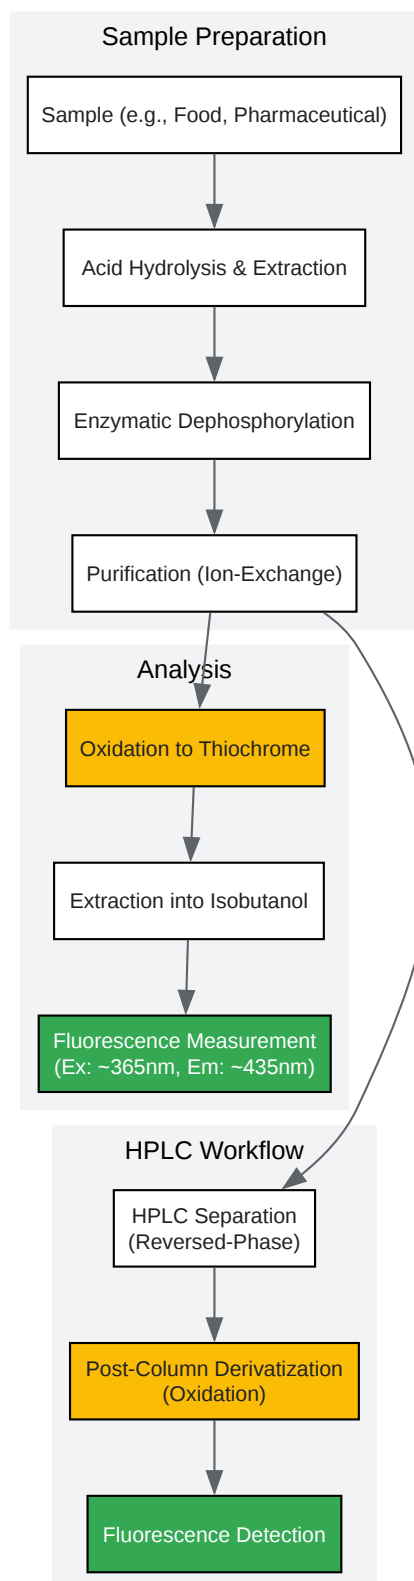 Sample Preparation
Sample (e.g., Food, Pharmaceutical)
Acid Hydrolysis & Extraction
Enzymatic Dephosphorylation
Purification (Ion-Exchange)
Analysis
Oxidation to Thiochrome
Extraction into Isobutanol
Fluorescence Measurement
(Ex: ~365nm, Em: ~435nm)
HPLC Workflow
HPLC Separation
(Reversed-Phase)
Post-Column Derivatization
(Oxidation)
Fluorescence Detection